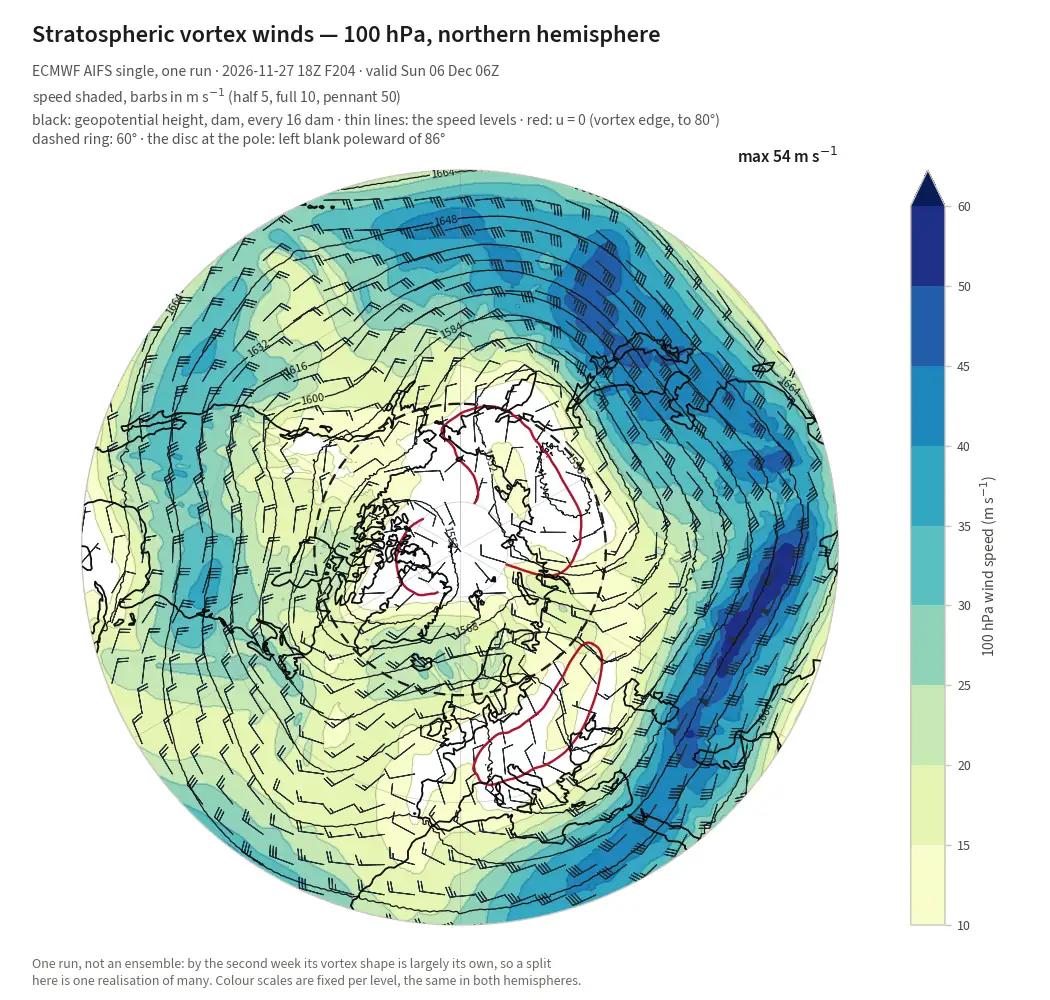 Stratospheric vortex winds — 100 hPa, northern hemisphere
ECMWF AIFS single, one run · 2026-11-27 18Z F204 · valid Sun 06 Dec 06Z
speed shaded, barbs in m s⁻¹ (half 5, full 10, pennant 50)
black: geopotential height, dam, every 16 dam · thin lines: the speed levels · red: u = 0 (vortex edge, to 80°)
dashed ring: 60° · the disc at the pole: left blank poleward of 86°
max 54 m s⁻¹
1664
1648
1664
1584
1632
1616
1600
1664
1568
1664
60
50
45
40
35
30
25
20
15
10
100 hPa wind speed (m s⁻¹)
One run, not an ensemble: by the second week its vortex shape is largely its own, so a split
here is one realisation of many. Colour scales are fixed per level, the same in both hemispheres.